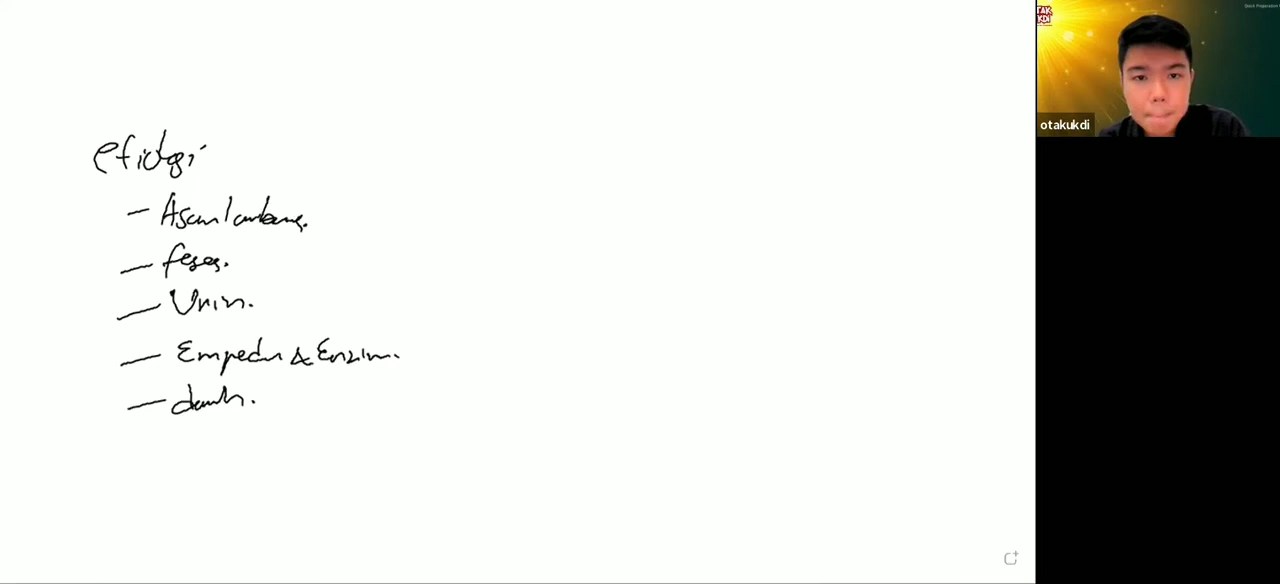 etiologi
- Asam lambung.
- feses.
- Urin.
- Empedu & Enzim.
- darah.
otakukdi